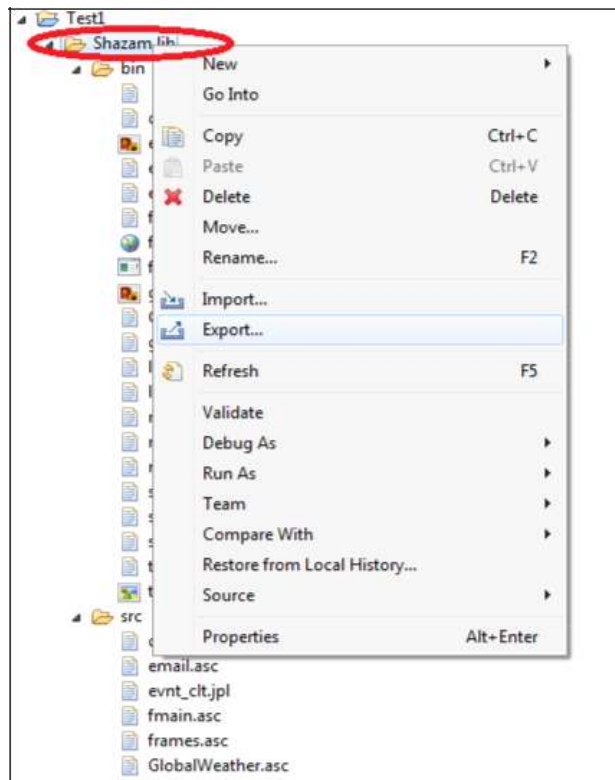 Test1
Shazam.lib
bin
New
Go Into
Copy Ctrl+C
Paste Ctrl+V
Delete Delete
Move...
Rename... F2
Import...
Export...
Refresh F5
Validate
Debug As
Run As
Team
Compare With
Restore from Local History...
Source
Properties Alt+Enter
src
email.asc
evnt_clt.jpl
fmain.asc
frames.asc
GlobalWeather.asc